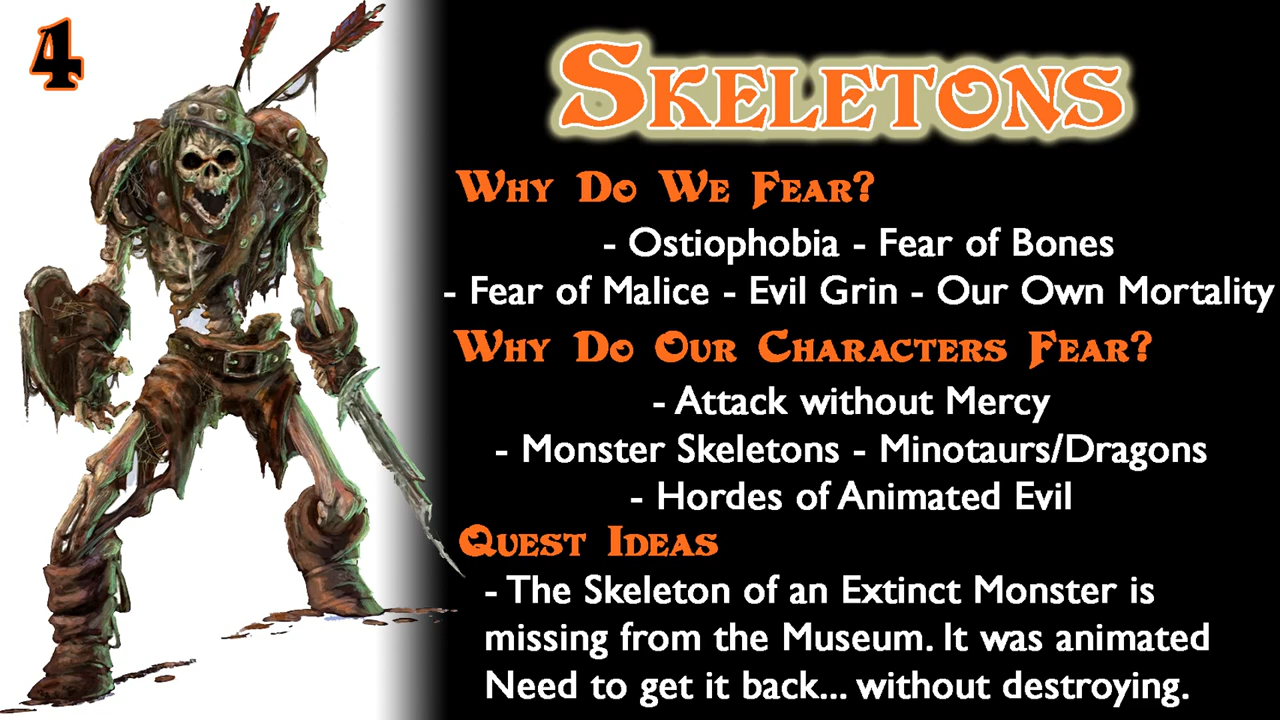 4
Skeletons
Why Do We Fear?
- Ostiophobia - Fear of Bones
- Fear of Malice - Evil Grin - Our Own Mortality
Why Do Our Characters Fear?
- Attack without Mercy
- Monster Skeletons - Minotaurs/Dragons
- Hordes of Animated Evil
Quest Ideas
- The Skeleton of an Extinct Monster is
missing from the Museum. It was animated
Need to get it back... without destroying.